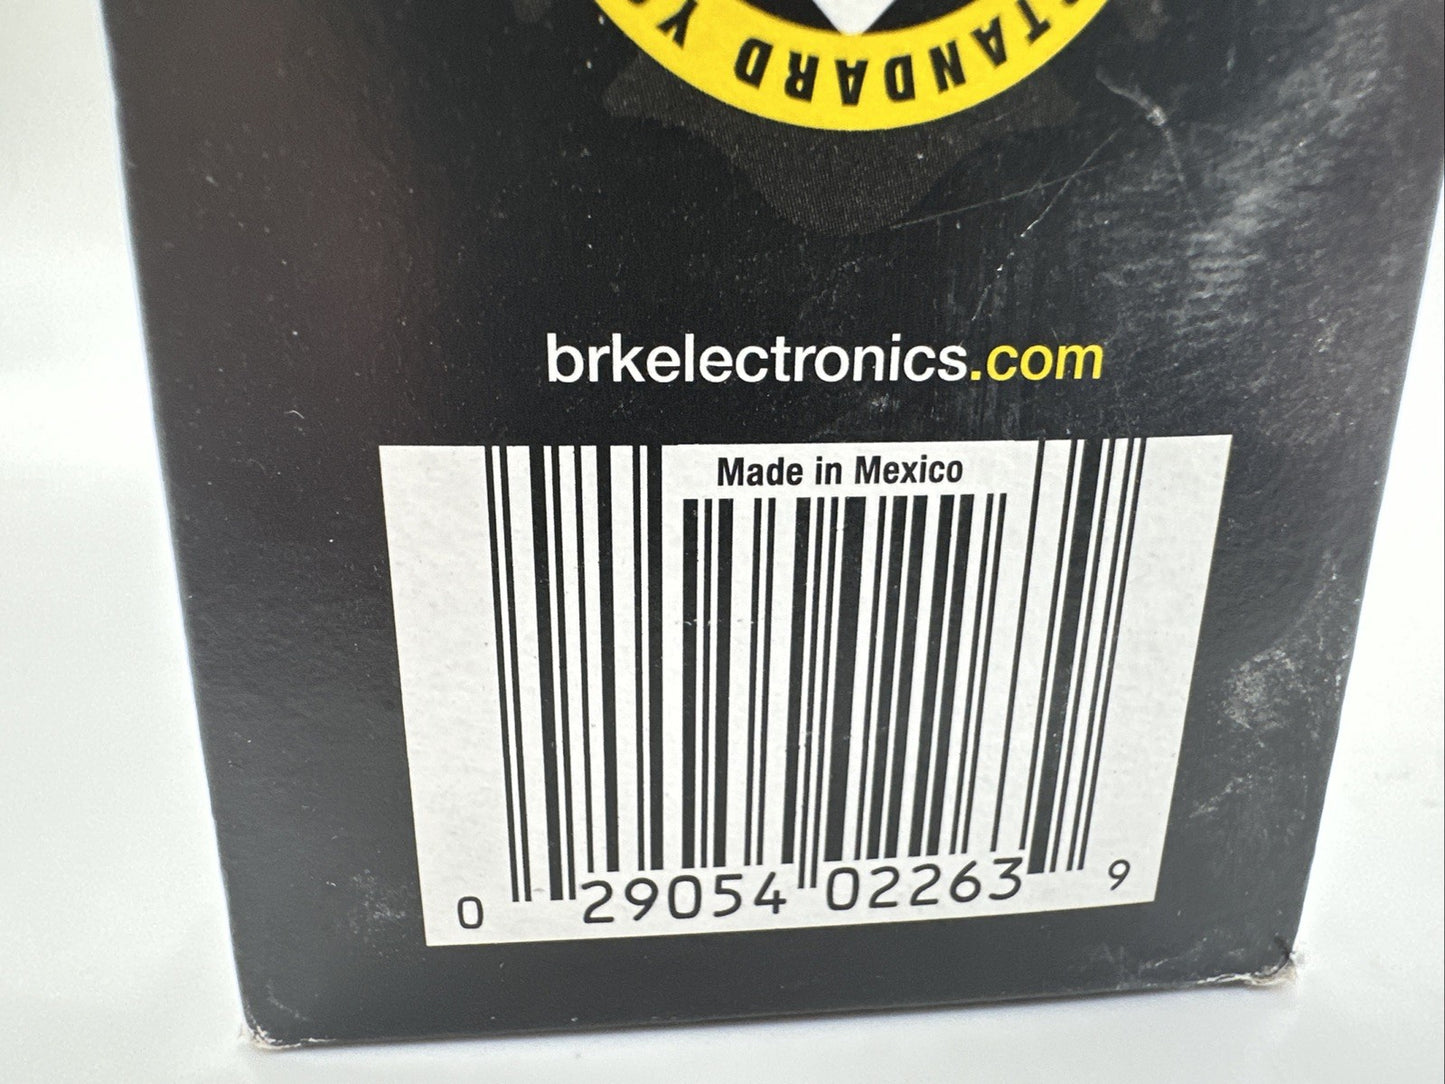 STANDARD
brkelectronics.com
Made in Mexico
0 29054 02263 9